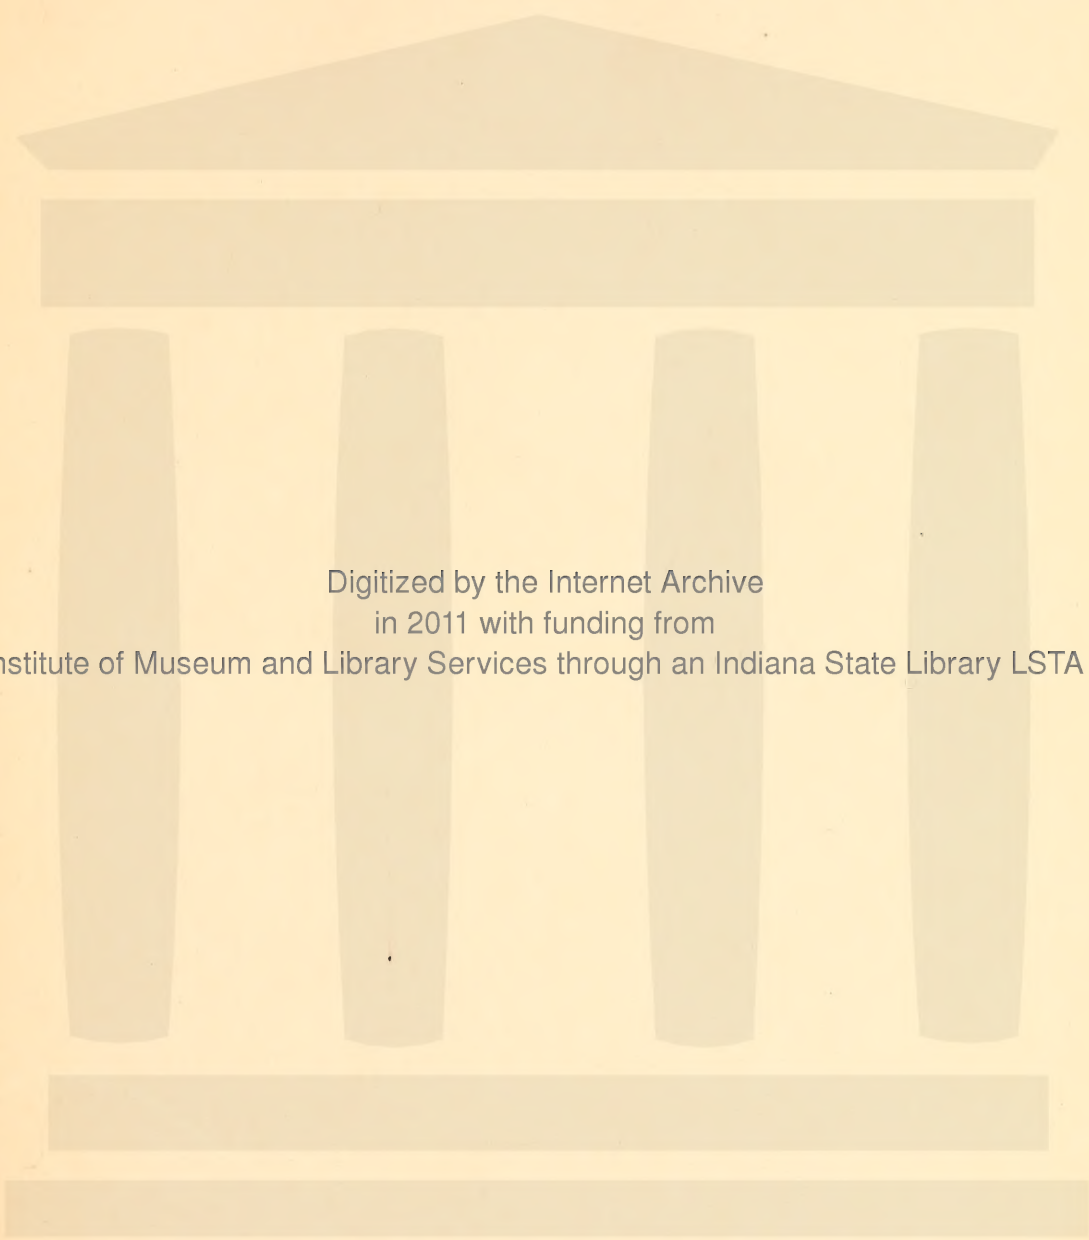 Digitized by the Internet Archive
in 2011 with funding from
nstitute of Museum and Library Services through an Indiana State Library LSTA